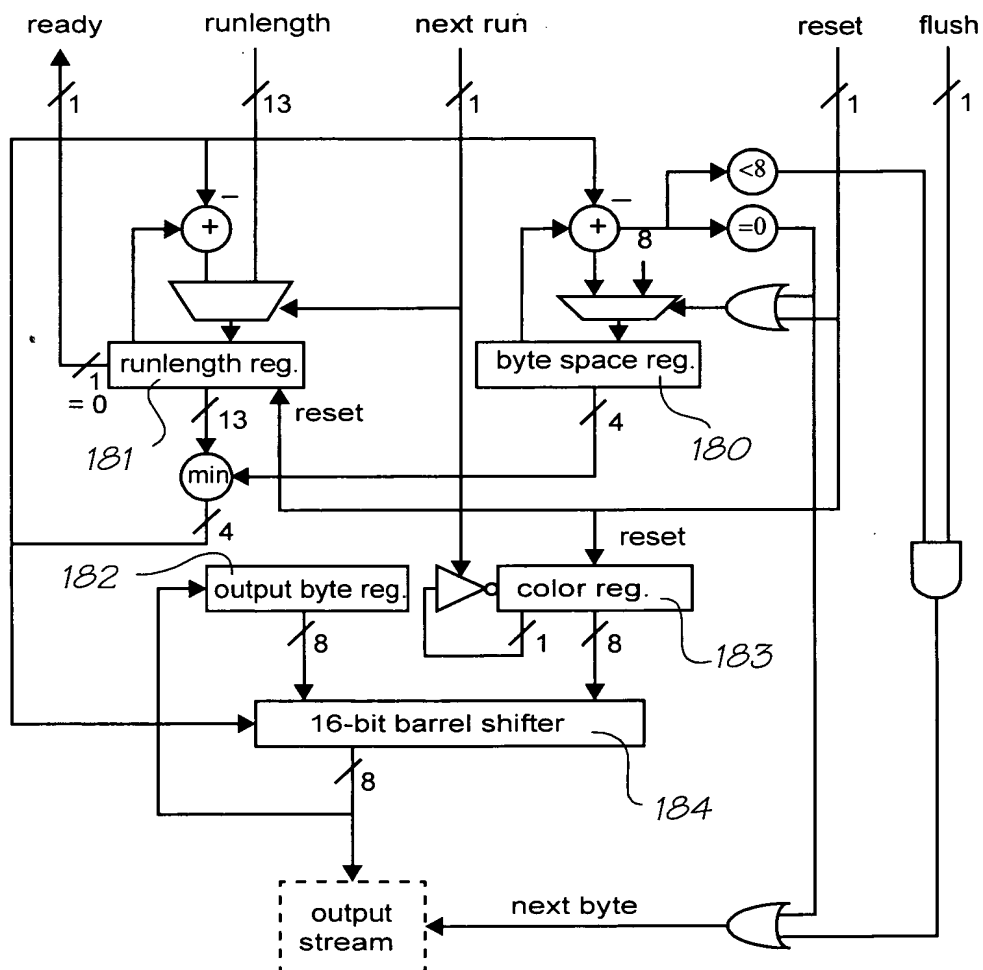 ready
runlength
next run
reset
flush
1
13
1
1
1
−
+
−
+
<8
=0
8
runlength reg.
byte space reg.
1
= 0
13
reset
4
181
180
min
4
182
output byte reg.
reset
color reg.
8
1
8
183
16-bit barrel shifter
8
184
output
stream
next byte